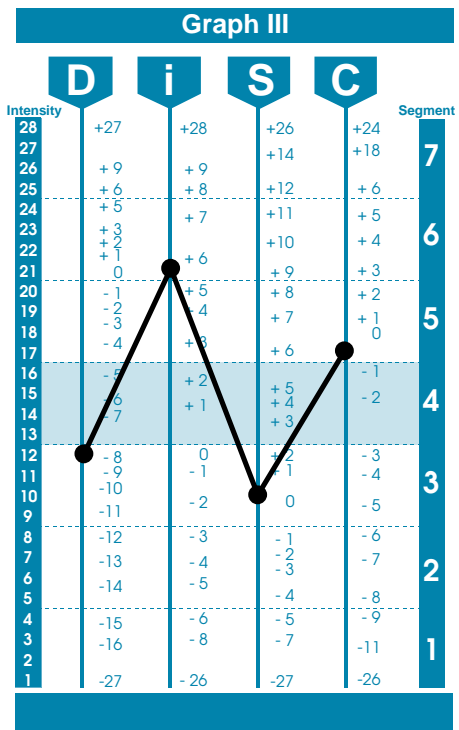 Graph III
D i S C
Intensity Segment
28 +27 +28 +26 +24
27 +14 +18 7
26 + 9 + 9
25 + 6 + 8 +12 + 6
24 + 5 + 7 +11 + 5
23 + 3 6
+ 2 +10 + 4
22 + 1 + 6
21 0 + 9 + 3
20 - 1 + 5 + 8 + 2
19 - 2 + 4 + 7 + 1 5
18 - 3 0
17 - 4 + 3 + 6
16 - 5 + 2 - 1
15 - 6 + 5 - 2
14 - 7 + 1 + 4 4
13 + 3
12 - 8 0 + 2 - 3
11 - 9 - 1 + 1 - 4 3
10 -10 - 2 0 - 5
9 -11
8 -12 - 3 - 1 - 6
7 -13 - 4 - 2 - 7
6 -14 - 5 - 3 2
5 - 4 - 8
4 -15 - 6 - 5 - 9
3 -16 - 8 - 7 -11 1
2
1 -27 - 26 -27 -26